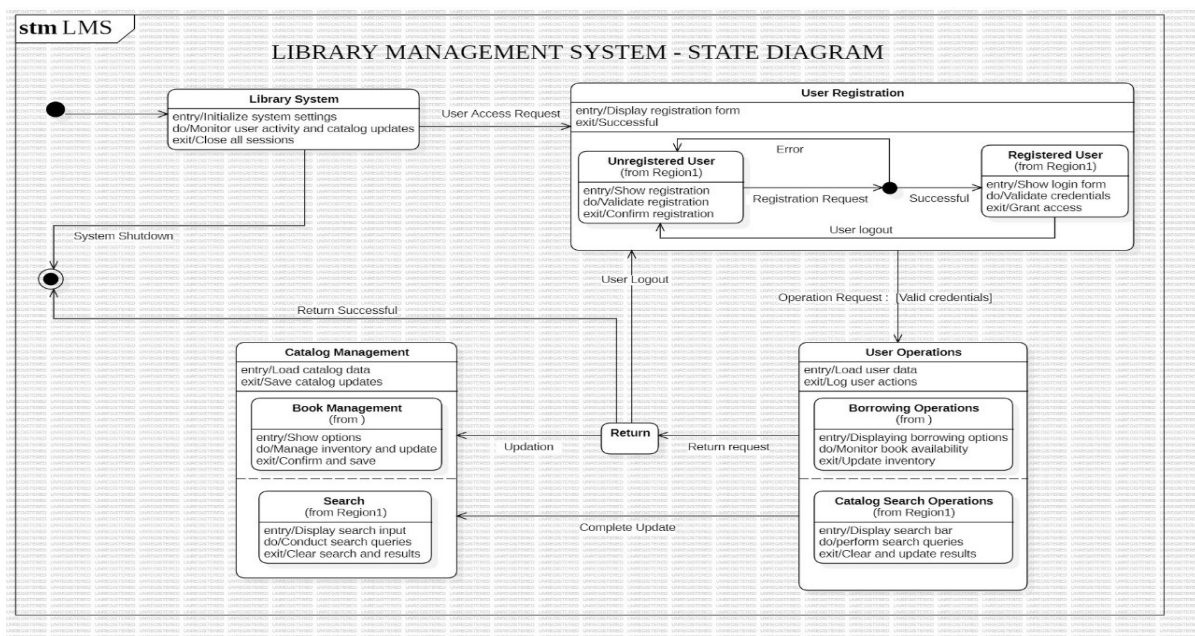 stm LMS
LIBRARY MANAGEMENT SYSTEM - STATE DIAGRAM
Library System
entry/Initialize system settings
do/Monitor user activity and catalog updates
exit/Close all sessions
User Access Request
User Registration
entry/Display registration form
exit/Successful
Error
Unregistered User
(from Region1)
entry/Show registration
do/Validate registration
exit/Confirm registration
Registration Request
Successful
Registered User
(from Region1)
entry/Show login form
do/Validate credentials
exit/Grant access
User logout
System Shutdown
User Logout
Operation Request : [Valid credentials]
Return Successful
Catalog Management
entry/Load catalog data
exit/Save catalog updates
Book Management
(from )
entry/Show options
do/Manage inventory and update
exit/Confirm and save
Search
(from Region1)
entry/Display search input
do/Conduct search queries
exit/Clear search and results
Updation
Return
Return request
Complete Update
User Operations
entry/Load user data
exit/Log user actions
Borrowing Operations
(from )
entry/Displaying borrowing options
do/Monitor book availability
exit/Update inventory
Catalog Search Operations
(from Region1)
entry/Display search bar
do/perform search queries
exit/Clear and update results